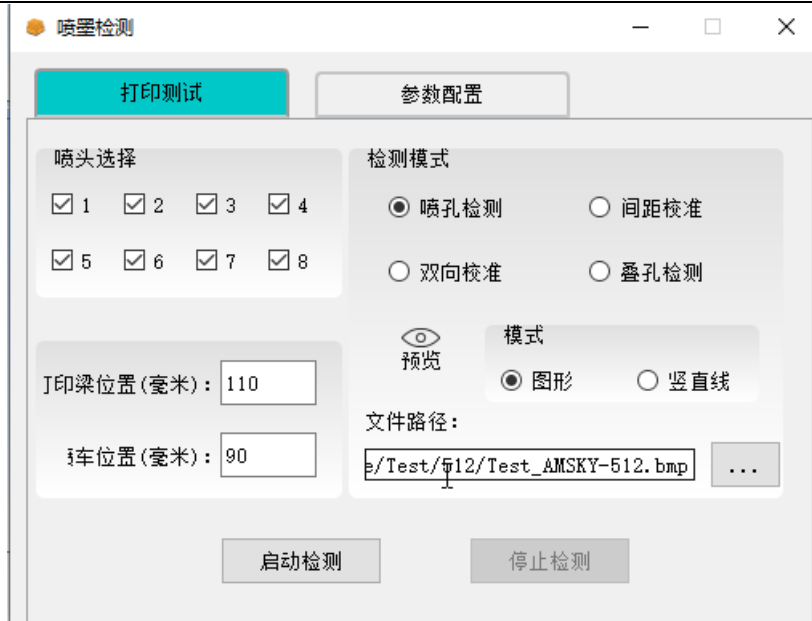 喷墨检测
打印测试 参数配置
喷头选择
1 2 3 4
5 6 7 8
检测模式
喷孔检测 间距校准
双向校准 叠孔检测
预览
模式
图形 竖直线
印梁位置(毫米): 110
车位置(毫米): 90
文件路径:
e/Test/512/Test_AMSKY-512.bmp ...
启动检测 停止检测